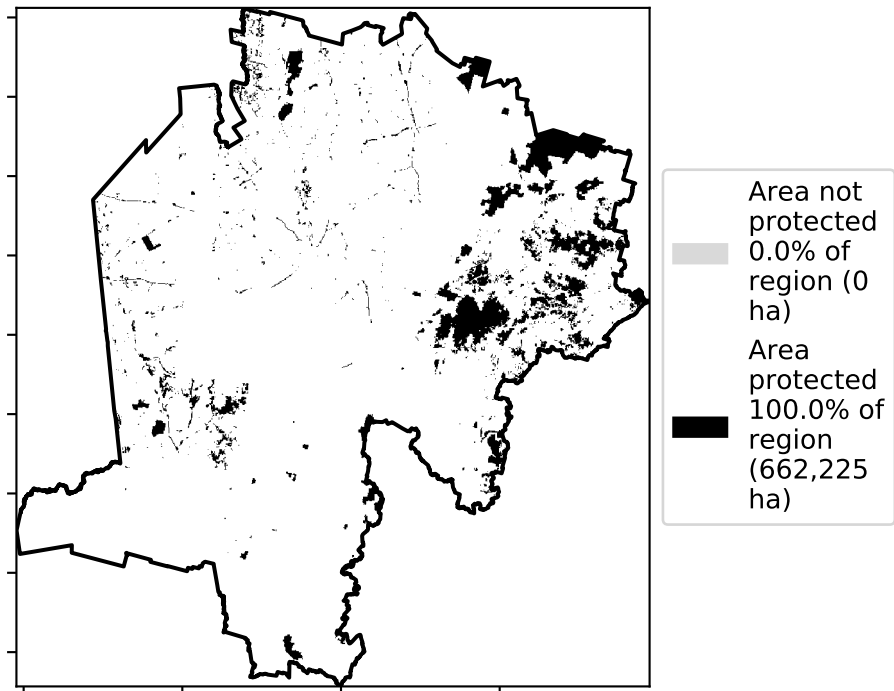 Area not
protected
0.0% of
region (0
ha)
Area
protected
100.0% of
region
(662,225
ha)